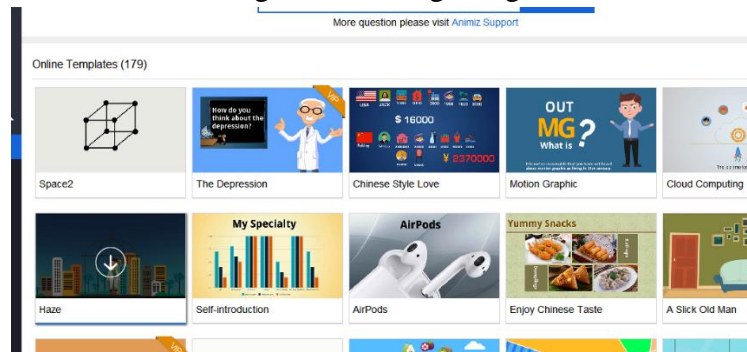 More question please visit Animiz Support
Online Templates (179)
VIP
How do you
think about the
depression?
$ 16000
¥ 2370000
OUT
MG?
What is
Space2
The Depression
Chinese Style Love
Motion Graphic
Cloud Computing
My Specialty
AirPods
Yummy Snacks
Haze
Self-introduction
AirPods
Enjoy Chinese Taste
A Slick Old Man
VIP